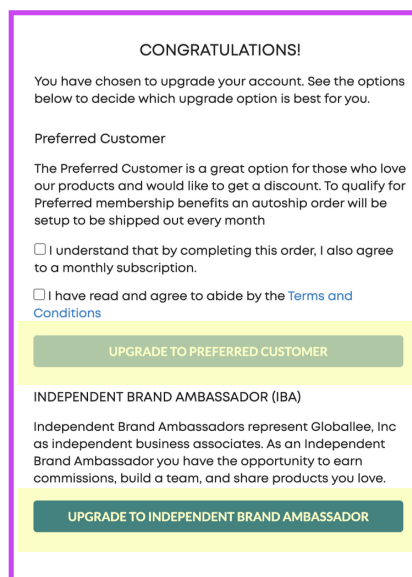 CONGRATULATIONS!
You have chosen to upgrade your account. See the options
below to decide which upgrade option is best for you.
Preferred Customer
The Preferred Customer is a great option for those who love
our products and would like to get a discount. To qualify for
Preferred membership benefits an autoship order will be
setup to be shipped out every month
I understand that by completing this order, I also agree
to a monthly subscription.
I have read and agree to abide by the Terms and
Conditions
UPGRADE TO PREFERRED CUSTOMER
INDEPENDENT BRAND AMBASSADOR (IBA)
Independent Brand Ambassadors represent Globallee, Inc
as independent business associates. As an Independent
Brand Ambassador you have the opportunity to earn
commissions, build a team, and share products you love.
UPGRADE TO INDEPENDENT BRAND AMBASSADOR